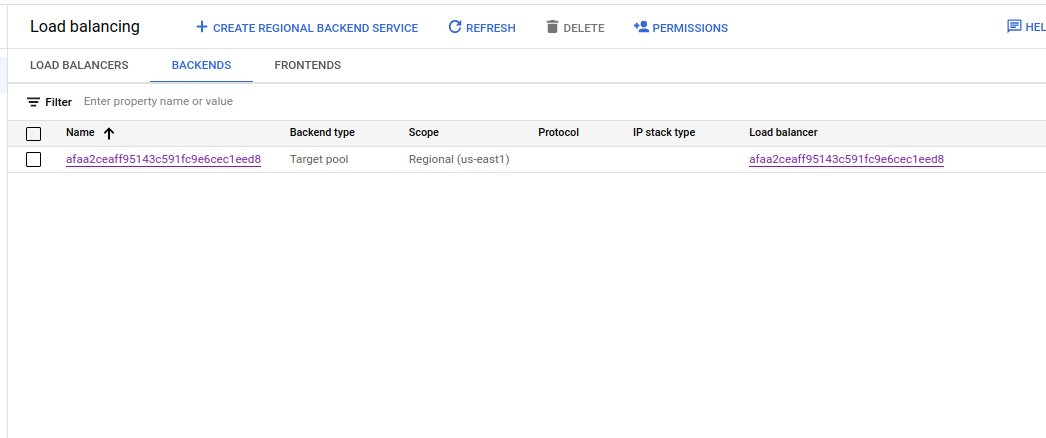 Load balancing
CREATE REGIONAL BACKEND SERVICE
REFRESH
DELETE
PERMISSIONS
LOAD BALANCERS
BACKENDS
FRONTENDS
Filter Enter property name or value
Name Backend type Scope Protocol IP stack type Load balancer
afaa2ceaff95143c591fc9e6cec1eed8 Target pool Regional (us-east1) afaa2ceaff95143c591fc9e6cec1eed8